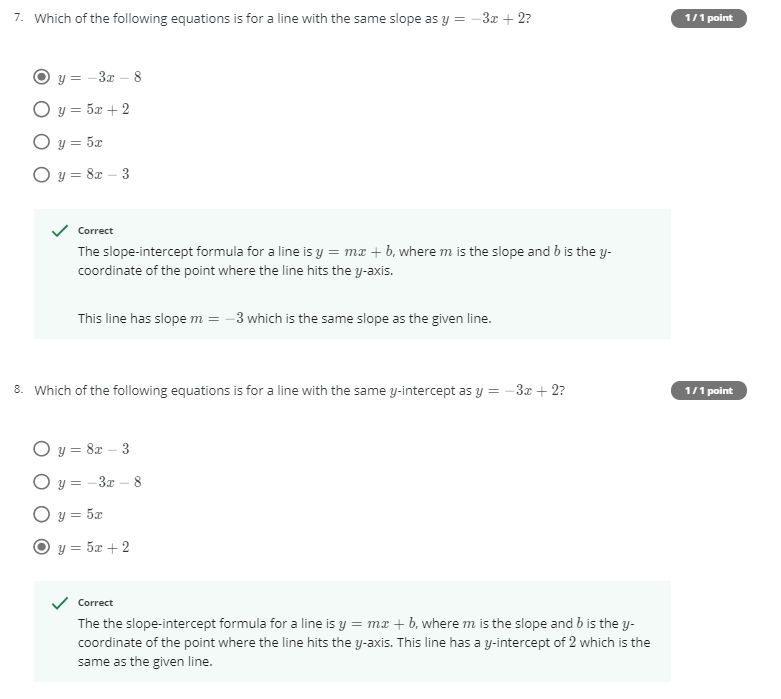 7. Which of the following equations is for a line with the same slope as y = −3x + 2?
1 / 1 point
y = −3x − 8
y = 5x + 2
y = 5x
y = 8x − 3
Correct
The slope-intercept formula for a line is y = mx + b, where m is the slope and b is the y-
coordinate of the point where the line hits the y-axis.
This line has slope m = −3 which is the same slope as the given line.
8. Which of the following equations is for a line with the same y-intercept as y = −3x + 2?
1 / 1 point
y = 8x − 3
y = −3x − 8
y = 5x
y = 5x + 2
Correct
The the slope-intercept formula for a line is y = mx + b, where m is the slope and b is the y-
coordinate of the point where the line hits the y-axis. This line has a y-intercept of 2 which is the
same as the given line.